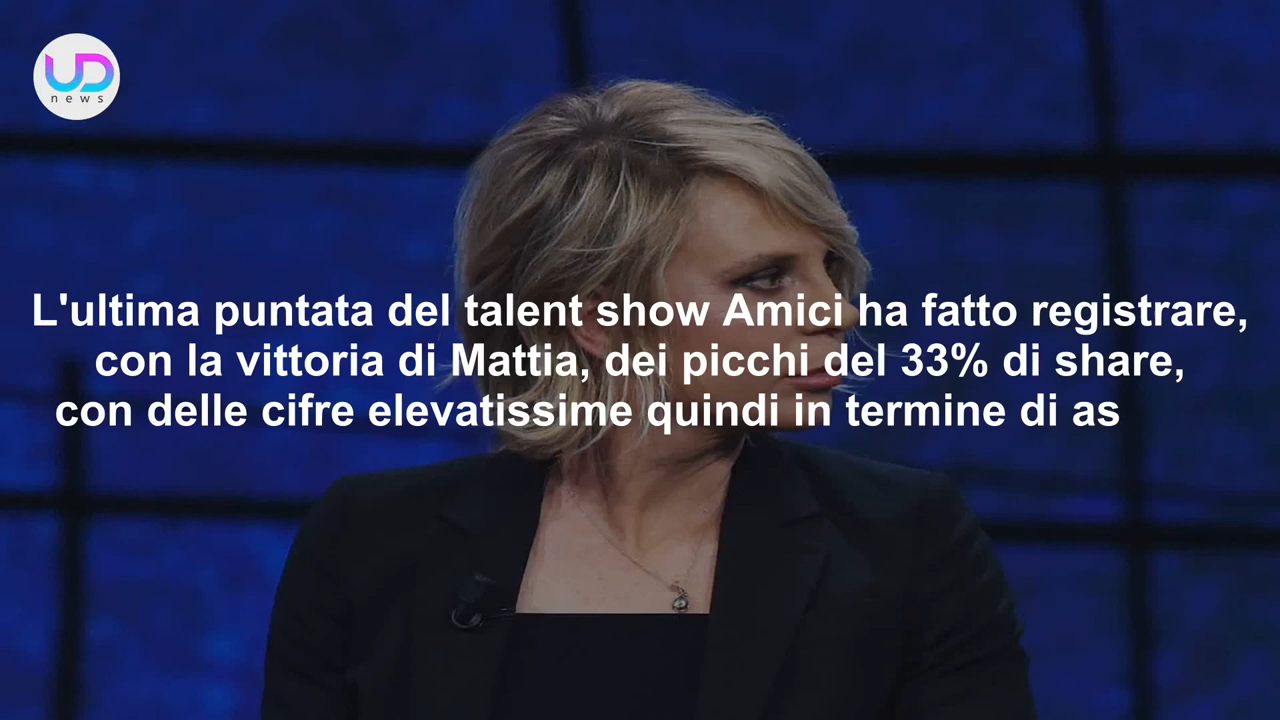 UD
news
L'ultima puntata del talent show Amici ha fatto registrare,
con la vittoria di Mattia, dei picchi del 33% di share,
con delle cifre elevatissime quindi in termine di as